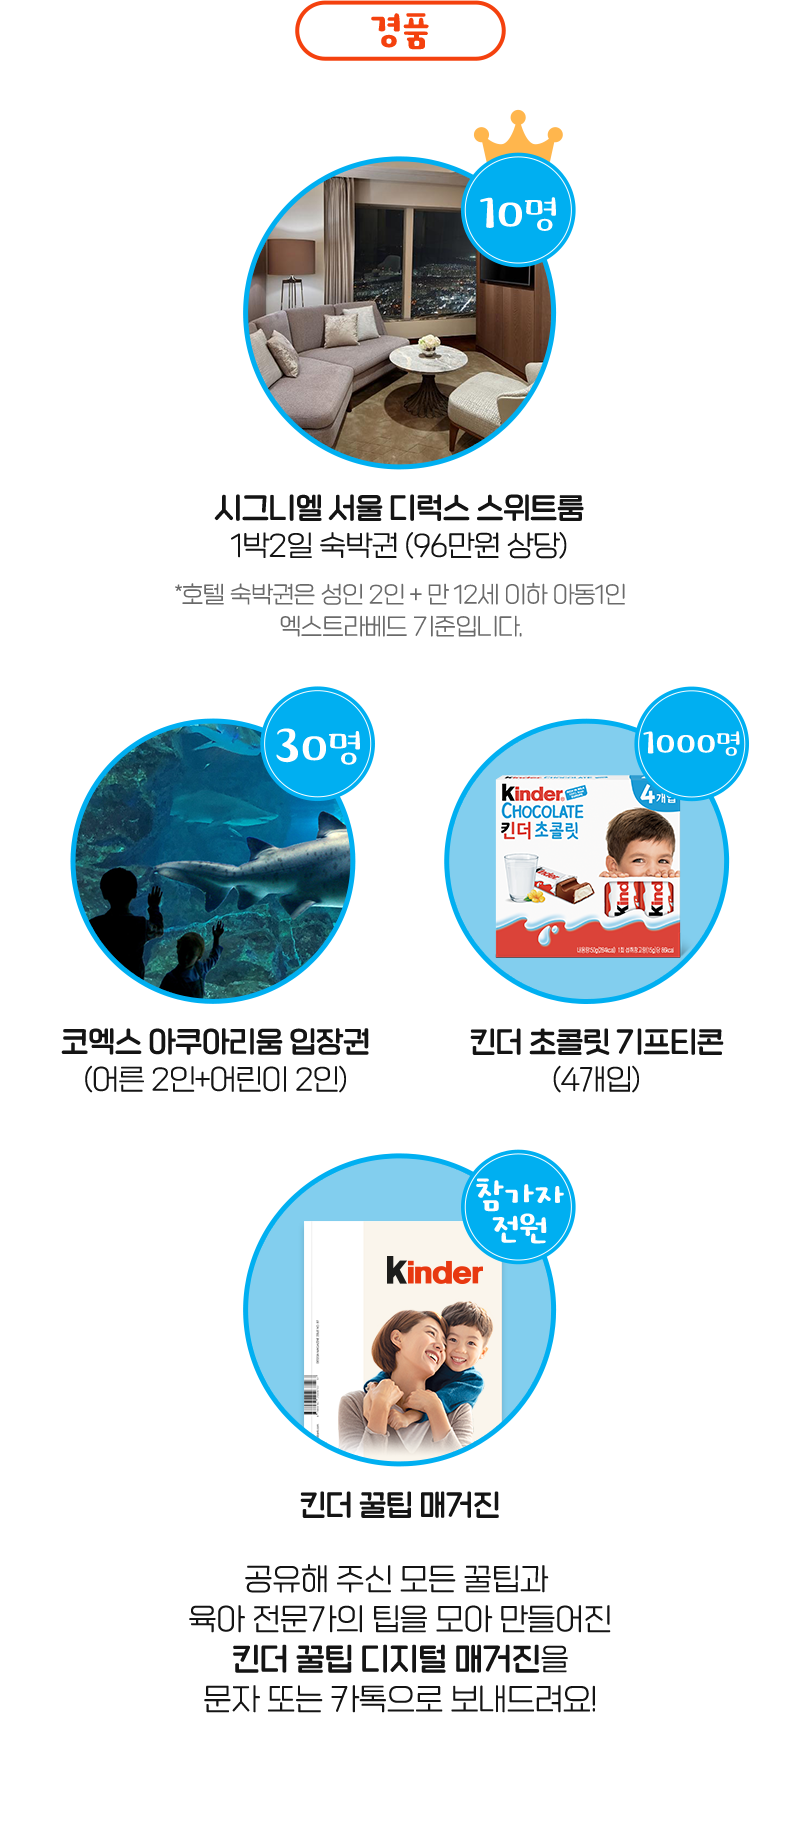 경품
10명
시그니엘 서울 디럭스 스위트룸
1박2일 숙박권 (96만원 상당)
*호텔 숙박권은 성인 2인 + 만 12세 이하 아동1인
엑스트라베드 기준입니다.
30명
1000명
Kinder
CHOCOLATE
킨더 초콜릿
4개입
Kinder
코엑스 아쿠아리움 입장권
(어른 2인+어린이 2인)
킨더 초콜릿 기프티콘
(4개입)
참가자
전원
Kinder
킨더 꿀팁 매거진
공유해 주신 모든 꿀팁과
육아 전문가의 팁을 모아 만들어진
킨더 꿀팁 디지털 매거진을
문자 또는 카톡으로 보내드려요!